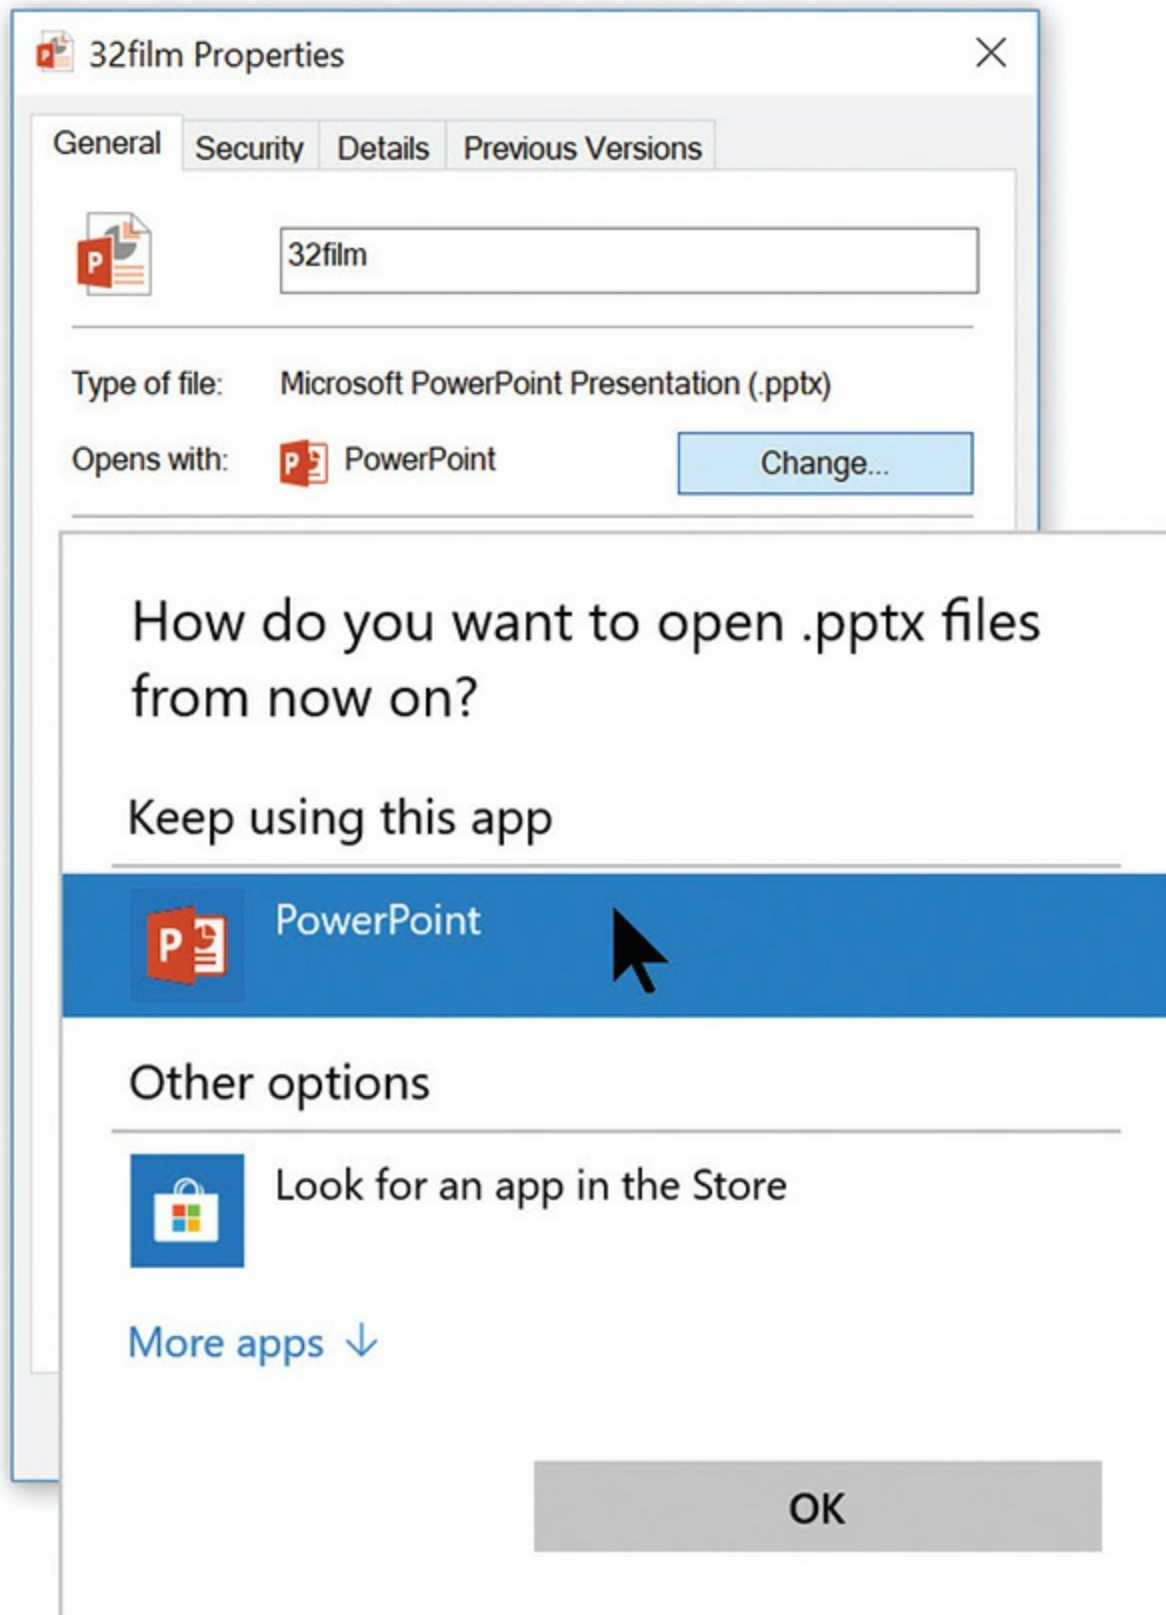 32film Properties
General Security Details Previous Versions
32film
Type of file: Microsoft PowerPoint Presentation (.pptx)
Opens with: PowerPoint Change...
How do you want to open .pptx files
from now on?
Keep using this app
PowerPoint
Other options
Look for an app in the Store
More apps ↓
OK